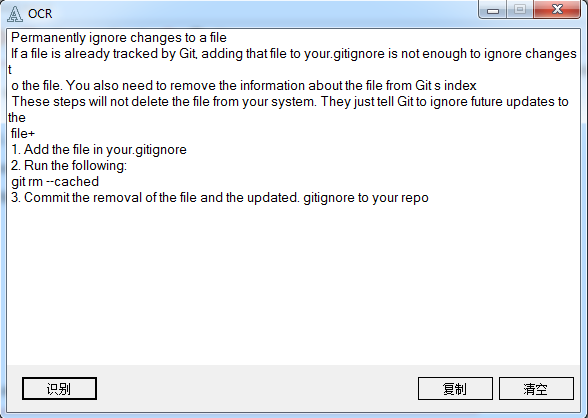 OCR
Permanently ignore changes to a file
If a file is already tracked by Git, adding that file to your.gitignore is not enough to ignore changes
t
o the file. You also need to remove the information about the file from Git s index
These steps will not delete the file from your system. They just tell Git to ignore future updates to
the
file+
1. Add the file in your.gitignore
2. Run the following:
git rm --cached
3. Commit the removal of the file and the updated. gitignore to your repo
识别
复制
清空